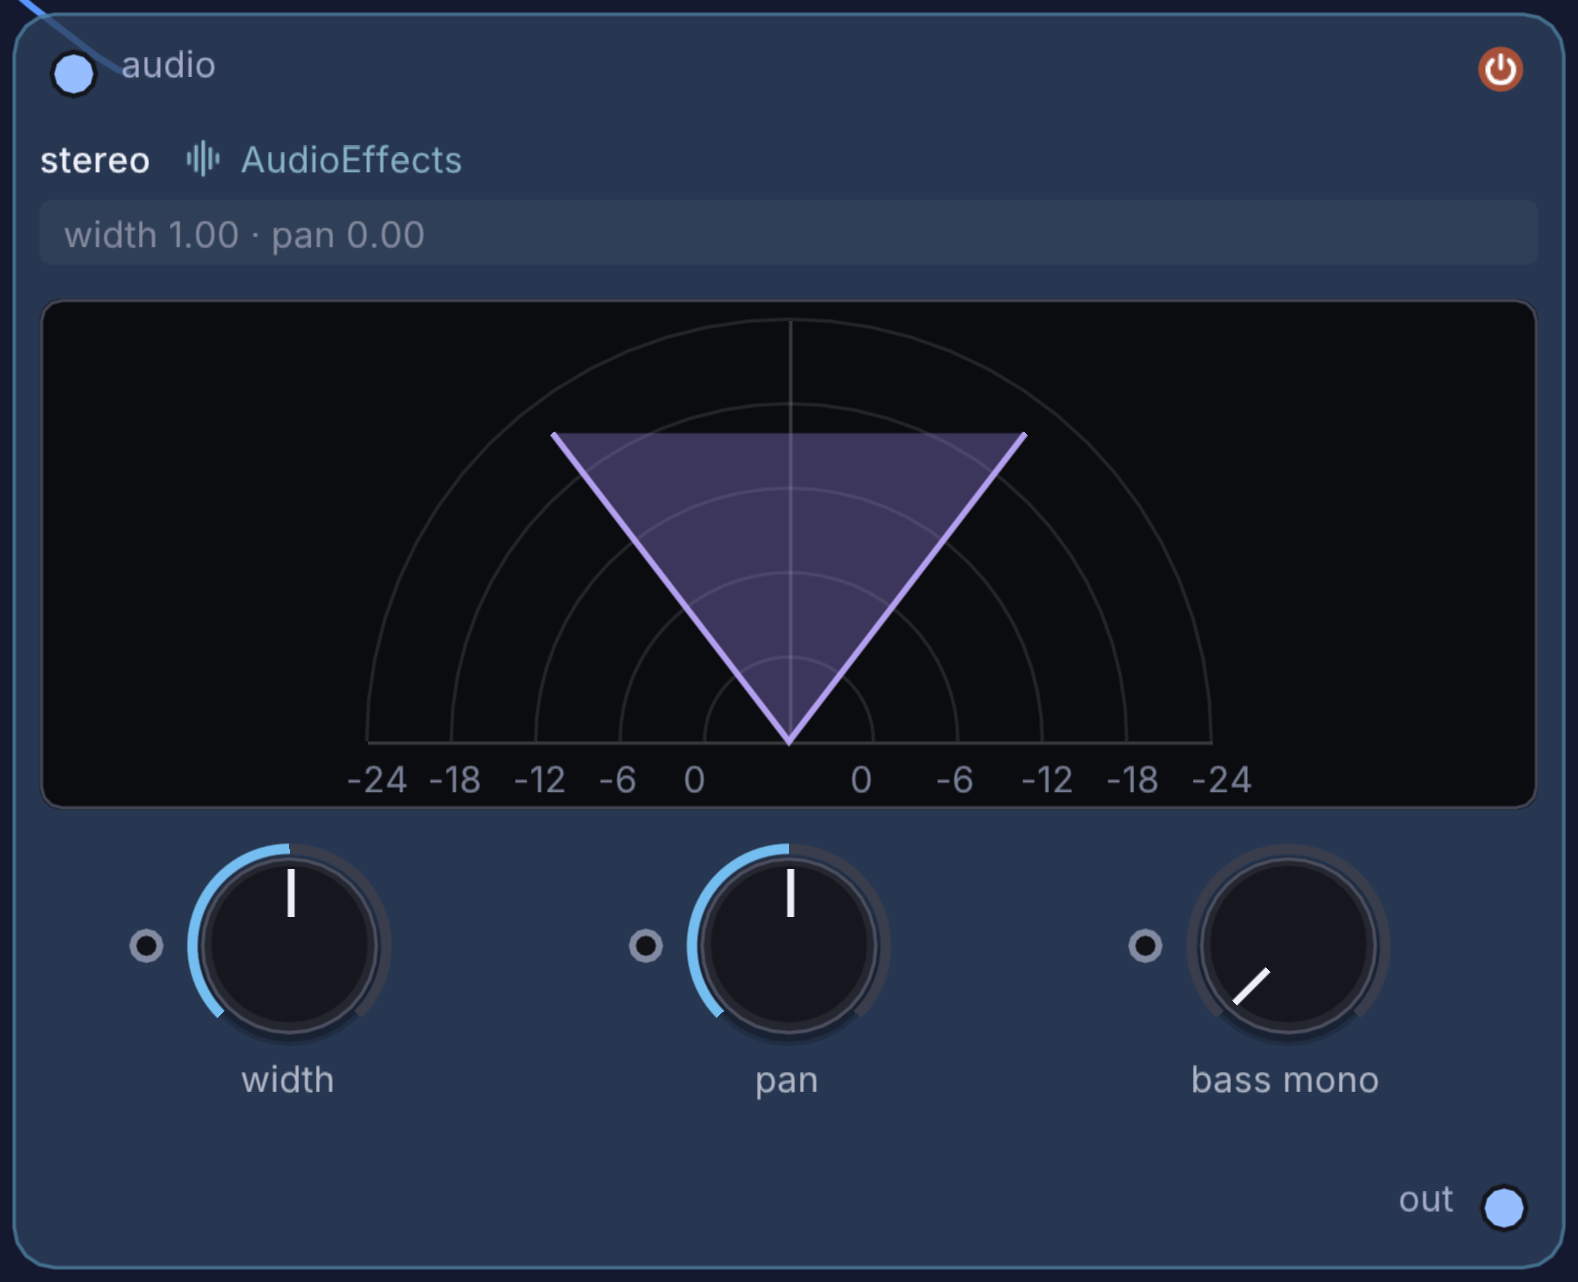 audio
stereo AudioEffects
width 1.00 · pan 0.00
-24 -18 -12 -6 0 0 -6 -12 -18 -24
width pan bass mono
out